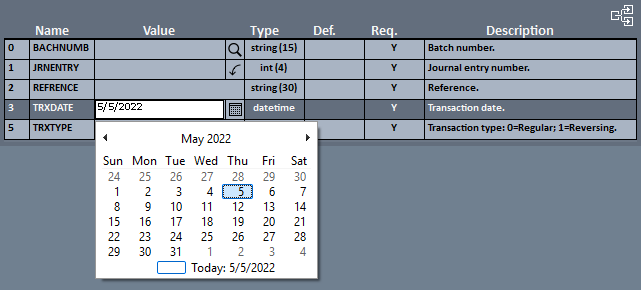 Name Value Type Def. Req. Description
0 BACHNUMB string (15) Y Batch number.
1 JRNENTRY int (4) Y Journal entry number.
2 REFRENCE string (30) Y Reference.
3 TRXDATE 5/5/2022 datetime Y Transaction date.
5 TRXTYPE Y Transaction type: 0=Regular; 1=Reversing.
May 2022
Sun Mon Tue Wed Thu Fri Sat
24 25 26 27 28 29 30
1 2 3 4 5 6 7
8 9 10 11 12 13 14
15 16 17 18 19 20 21
22 23 24 25 26 27 28
29 30 31 1 2 3 4
Today: 5/5/2022